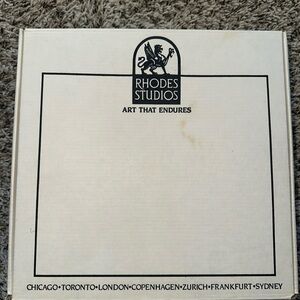 RHODES
STUDIOS
ART THAT ENDURES
CHICAGO•TORONTO•LONDON•COPENHAGEN•ZURICH•FRANKFURT•SYDNEY